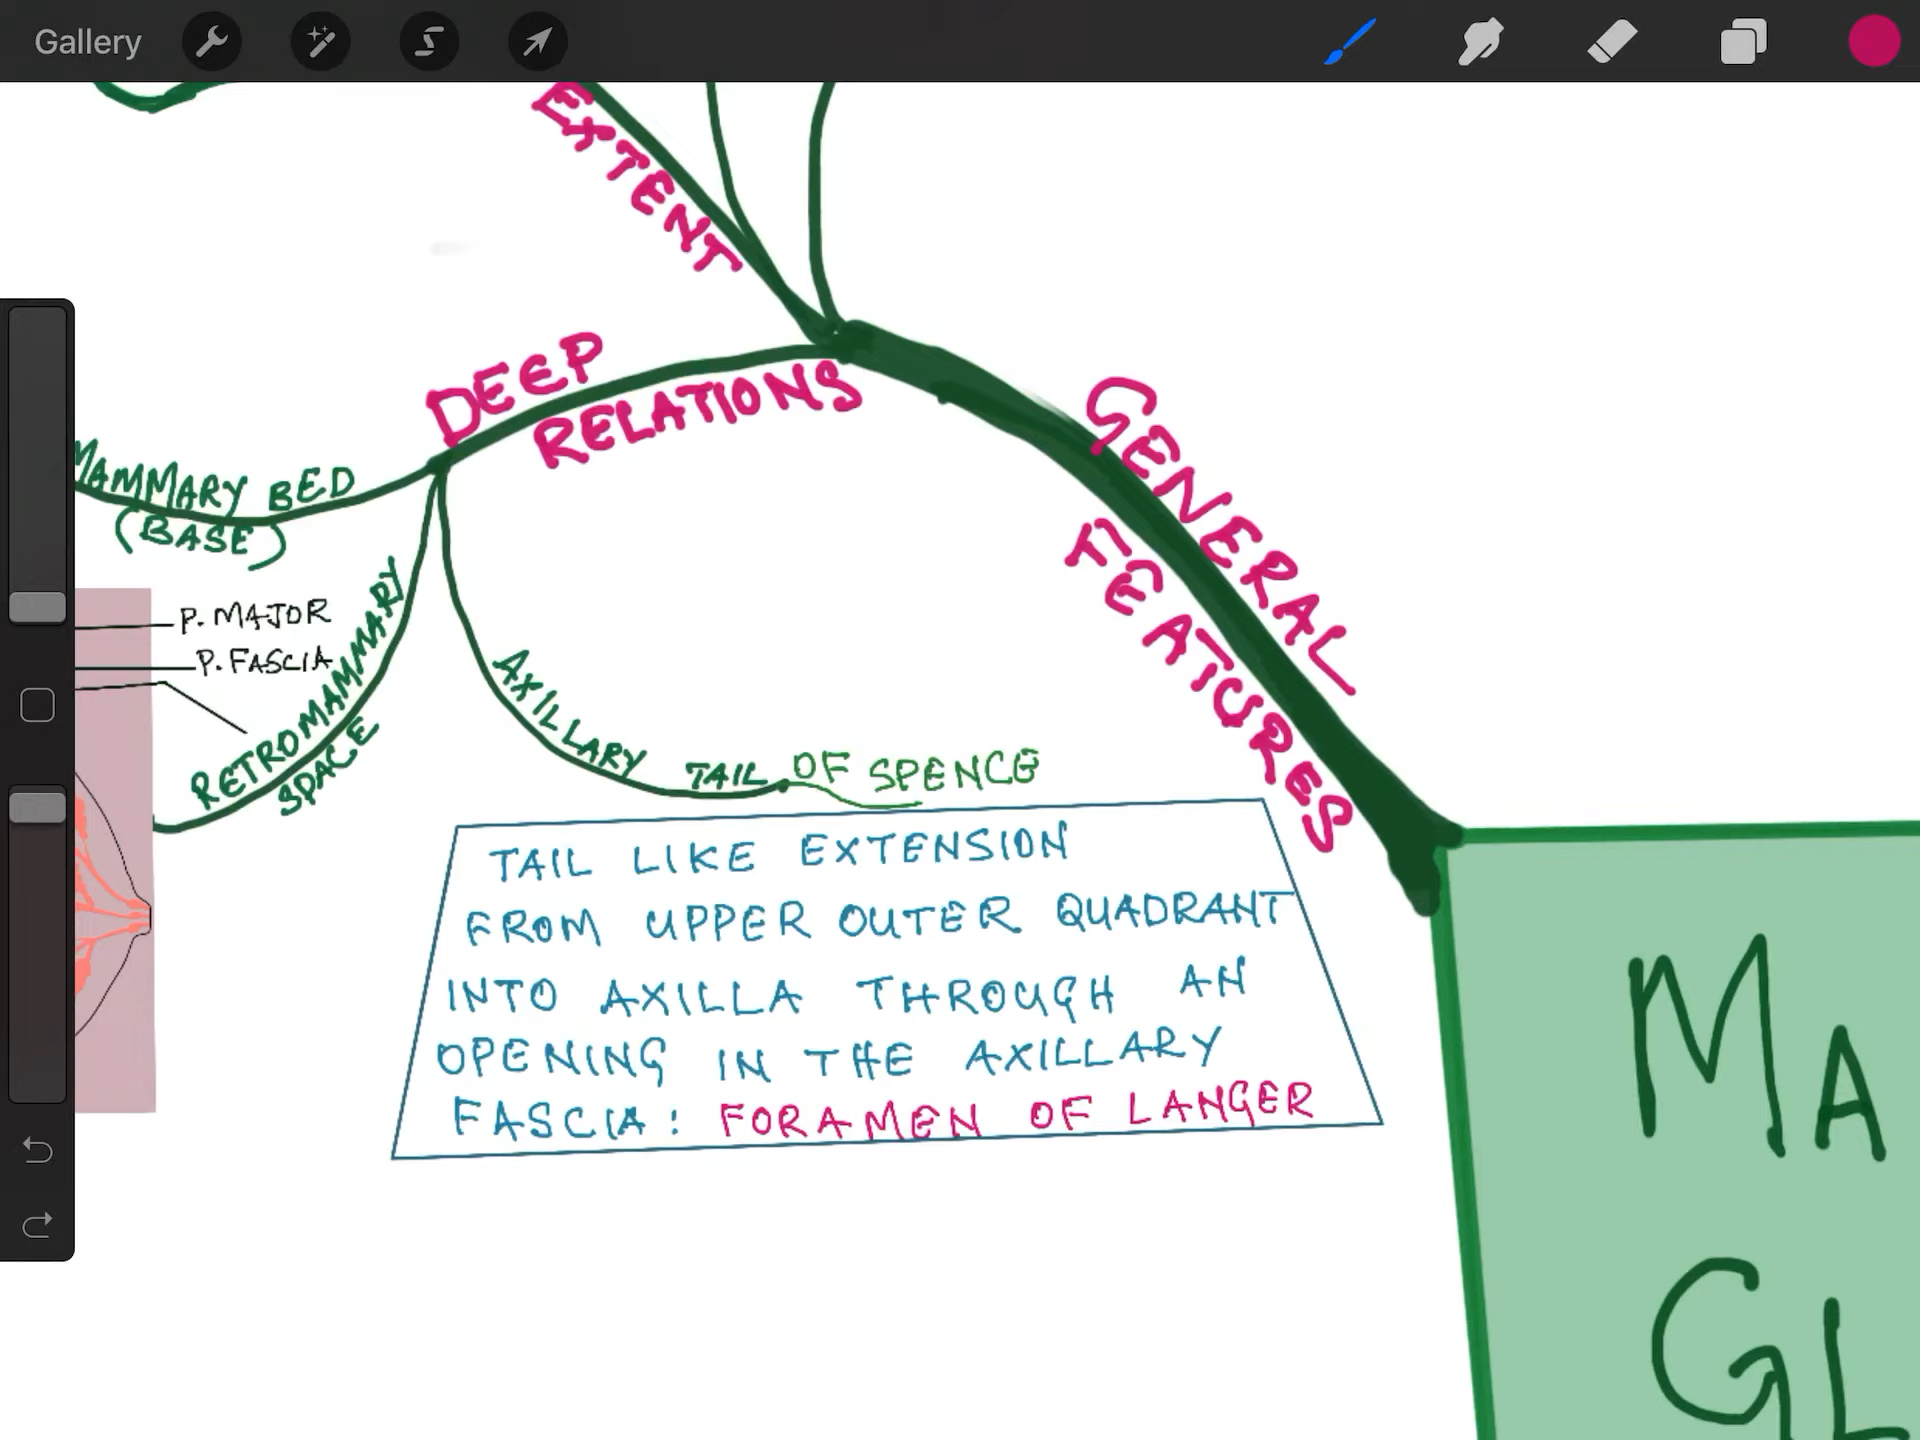 Gallery
EXTENT
DEEP
RELATIONS
GENERAL
FEATURES
MAMMARY BED
(BASE)
P. MAJOR
P. FASCIA
RETROMAMMARY
SPACE
AXILLARY TAIL OF SPENCE
TAIL LIKE EXTENSION
FROM UPPER OUTER QUADRANT
INTO AXILLA THROUGH AN
OPENING IN THE AXILLARY
FASCIA: FORAMEN OF LANGER
MA
GL